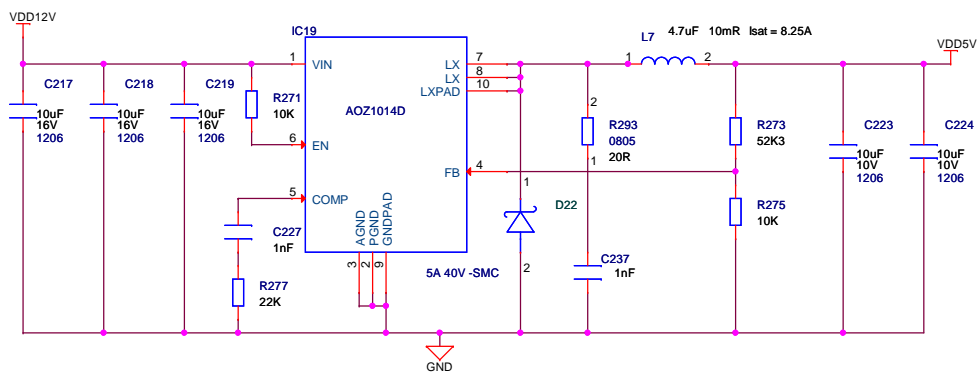 VDD12V
IC19
L7
4.7uF 10mR Isat = 8.25A
VDD5V
1 VIN
LX 7
LX 8
LXPAD 10
1 2
C217
10uF
16V
1206
C218
10uF
16V
1206
C219
10uF
16V
1206
R271
10K
AOZ1014D
6 EN
2
R293
0805
20R
1
R273
52K3
C223
10uF
10V
1206
C224
10uF
10V
1206
FB 4
5 COMP
1
D22
R275
10K
C227
1nF
AGND
PGND
GNDPAD
3
2
9
5A 40V -SMC
2
C237
1nF
R277
22K
GND